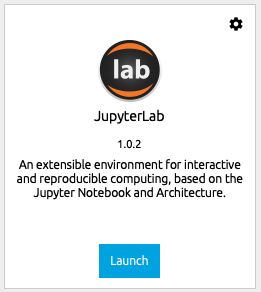 lab
JupyterLab
1.0.2
An extensible environment for interactive
and reproducible computing, based on the
Jupyter Notebook and Architecture.
Launch